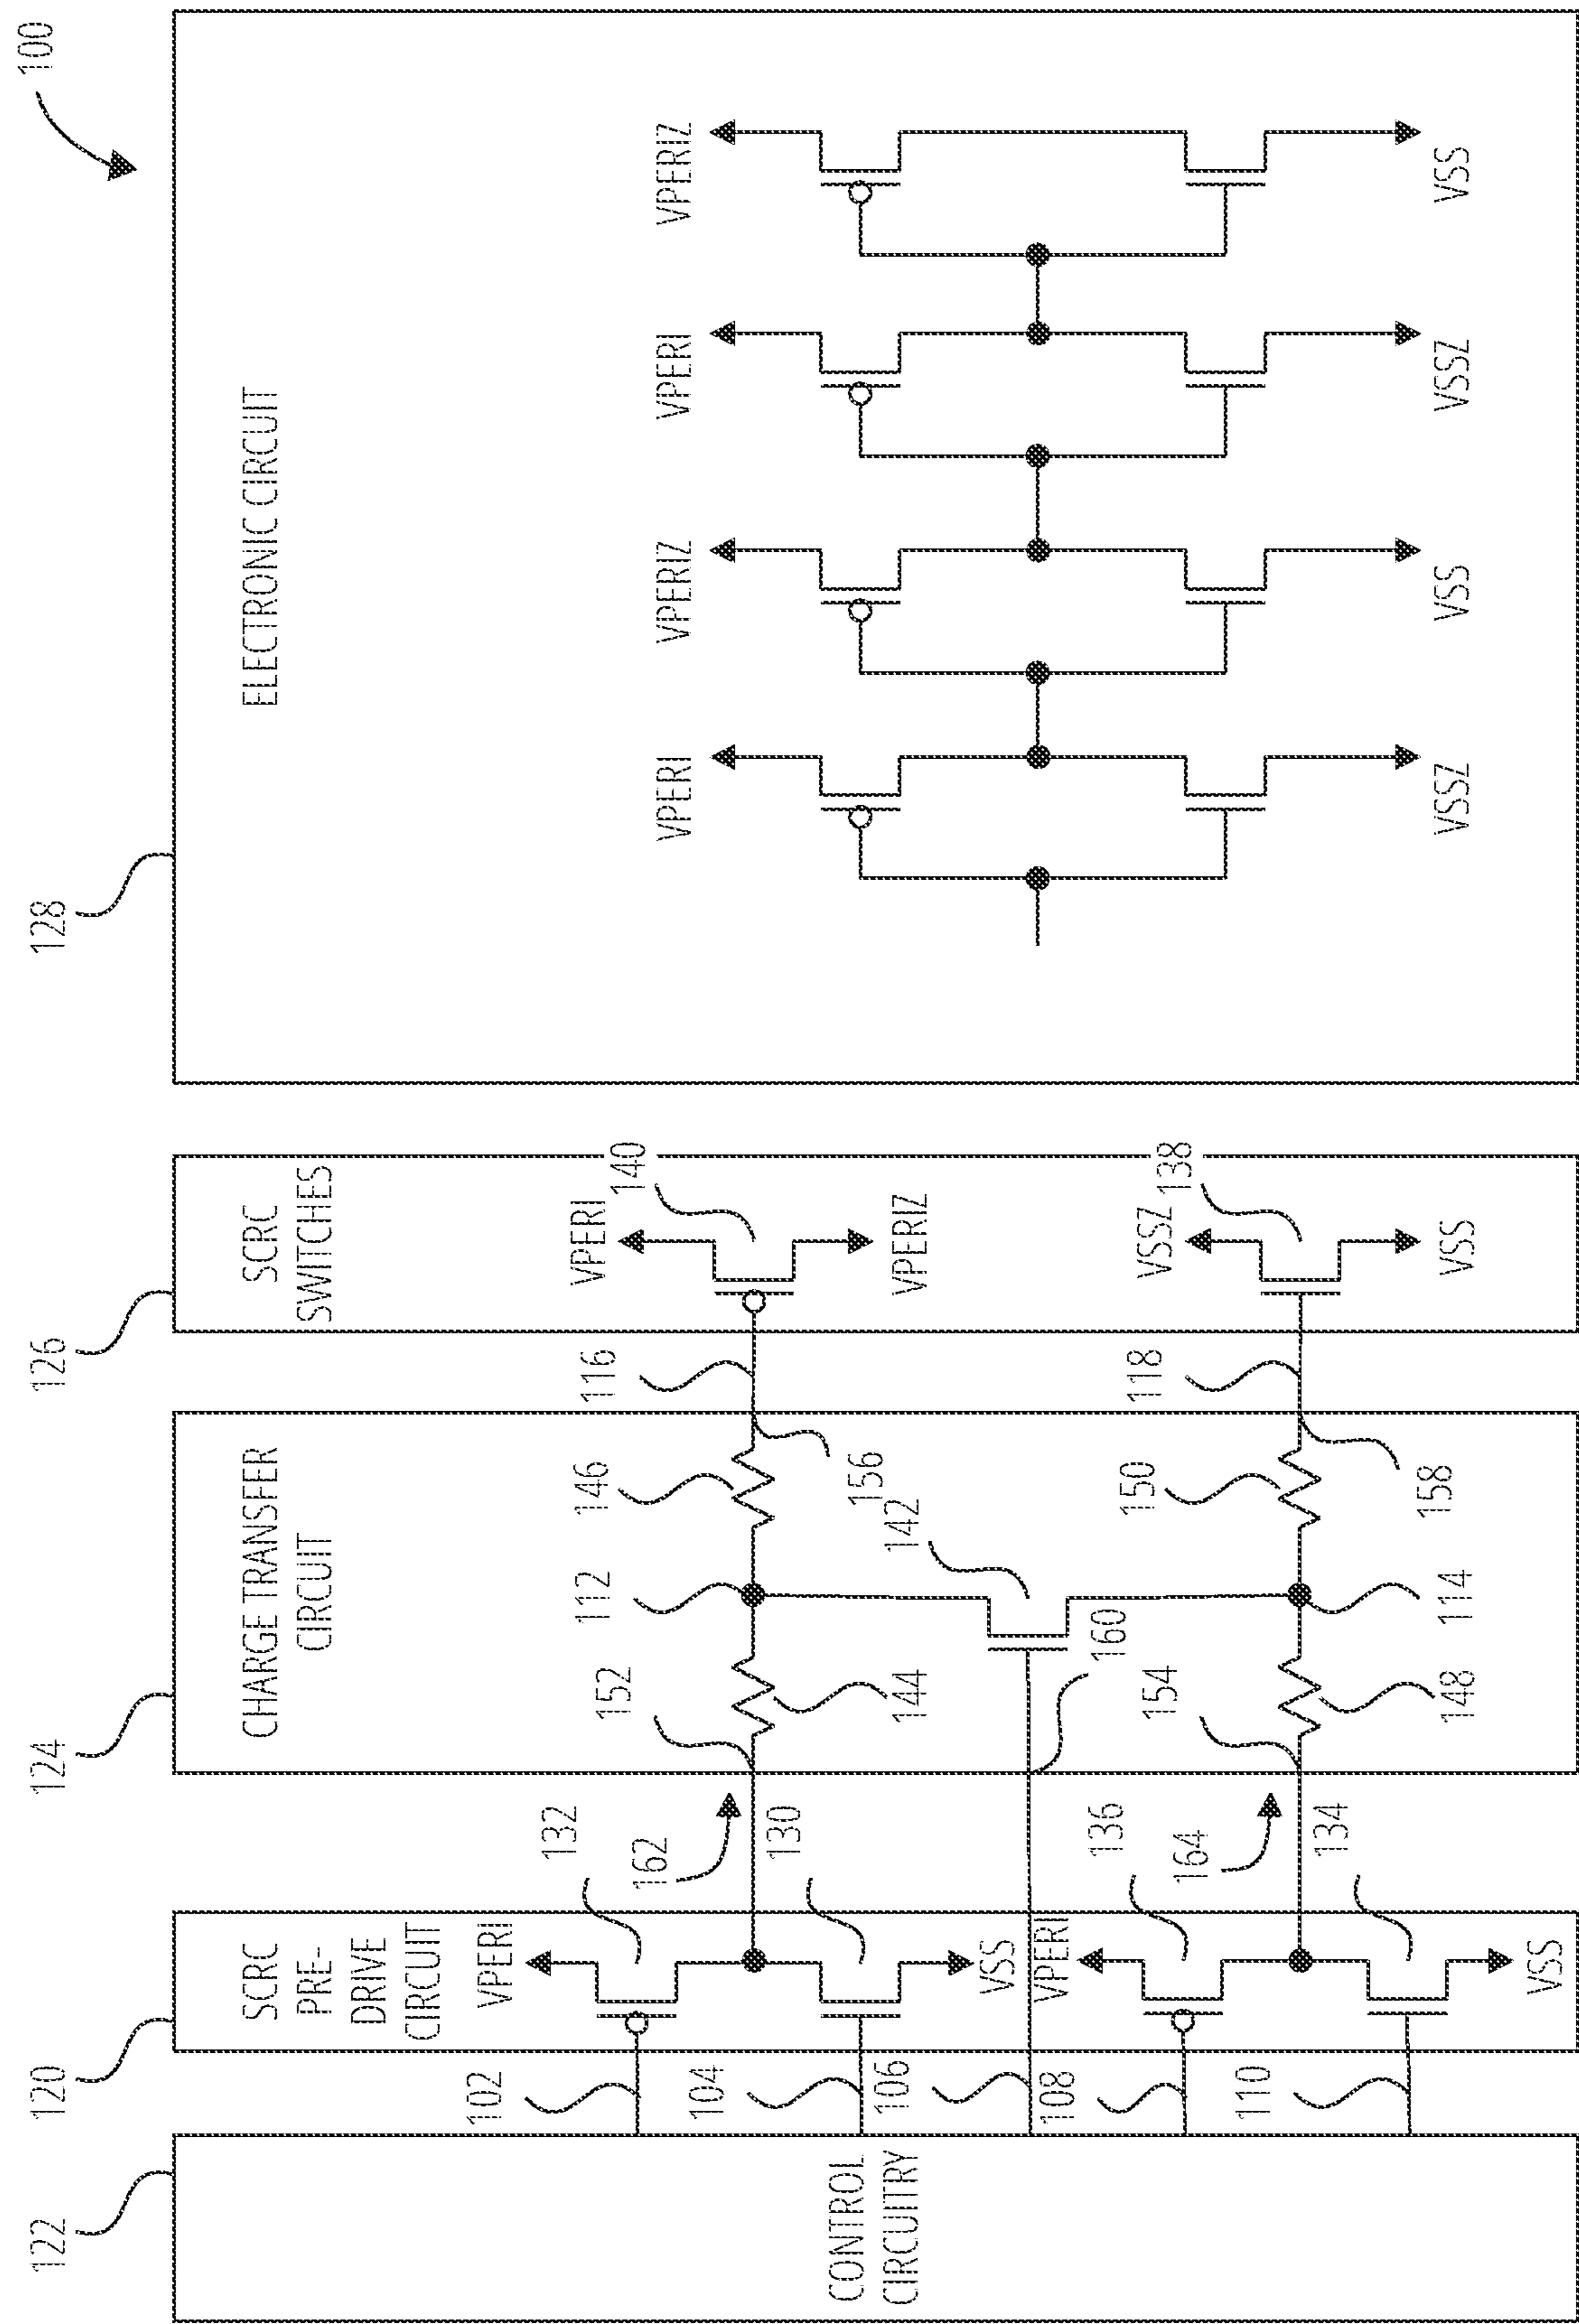 100
122
120
124
126
128
CONTROL
CIRCUITRY
SCRC
PRE-
DRIVE
CIRCUIT
VPERI
132
130
VSS
VPERI
136
134
VSS
102
104
106
108
110
162
164
CHARGE TRANSFER
CIRCUIT
152
112
146
144
156
142
160
154
150
148
114
158
116
118
SCRC
SWITCHES
VPERI
140
VPERIZ
VSSZ
138
VSS
ELECTRONIC CIRCUIT
VPERI
VPERIZ
VPERI
VPERIZ
VSSZ
VSS
VSSZ
VSS